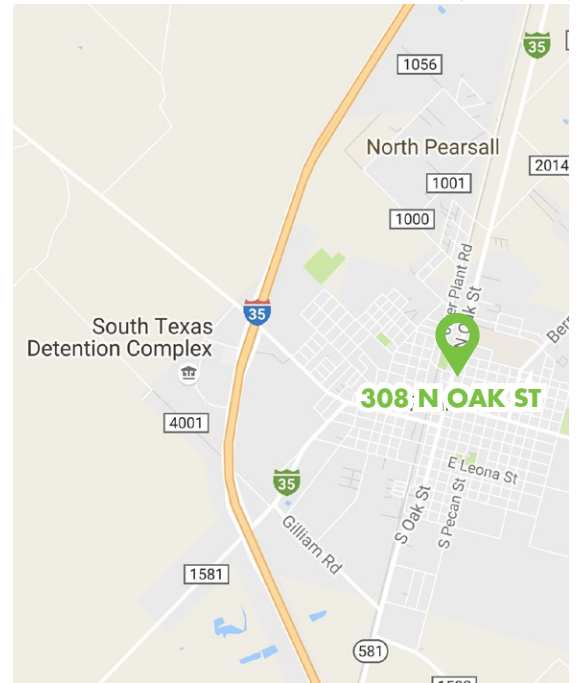 35
1056
North Pearsall
2014
1001
1000
Plant Rd
N Oak St
35
South Texas
Detention Complex
308 N OAK ST
4001
E Leona St
35
S Oak St
S Pecan St
Gilliam Rd
1581
581